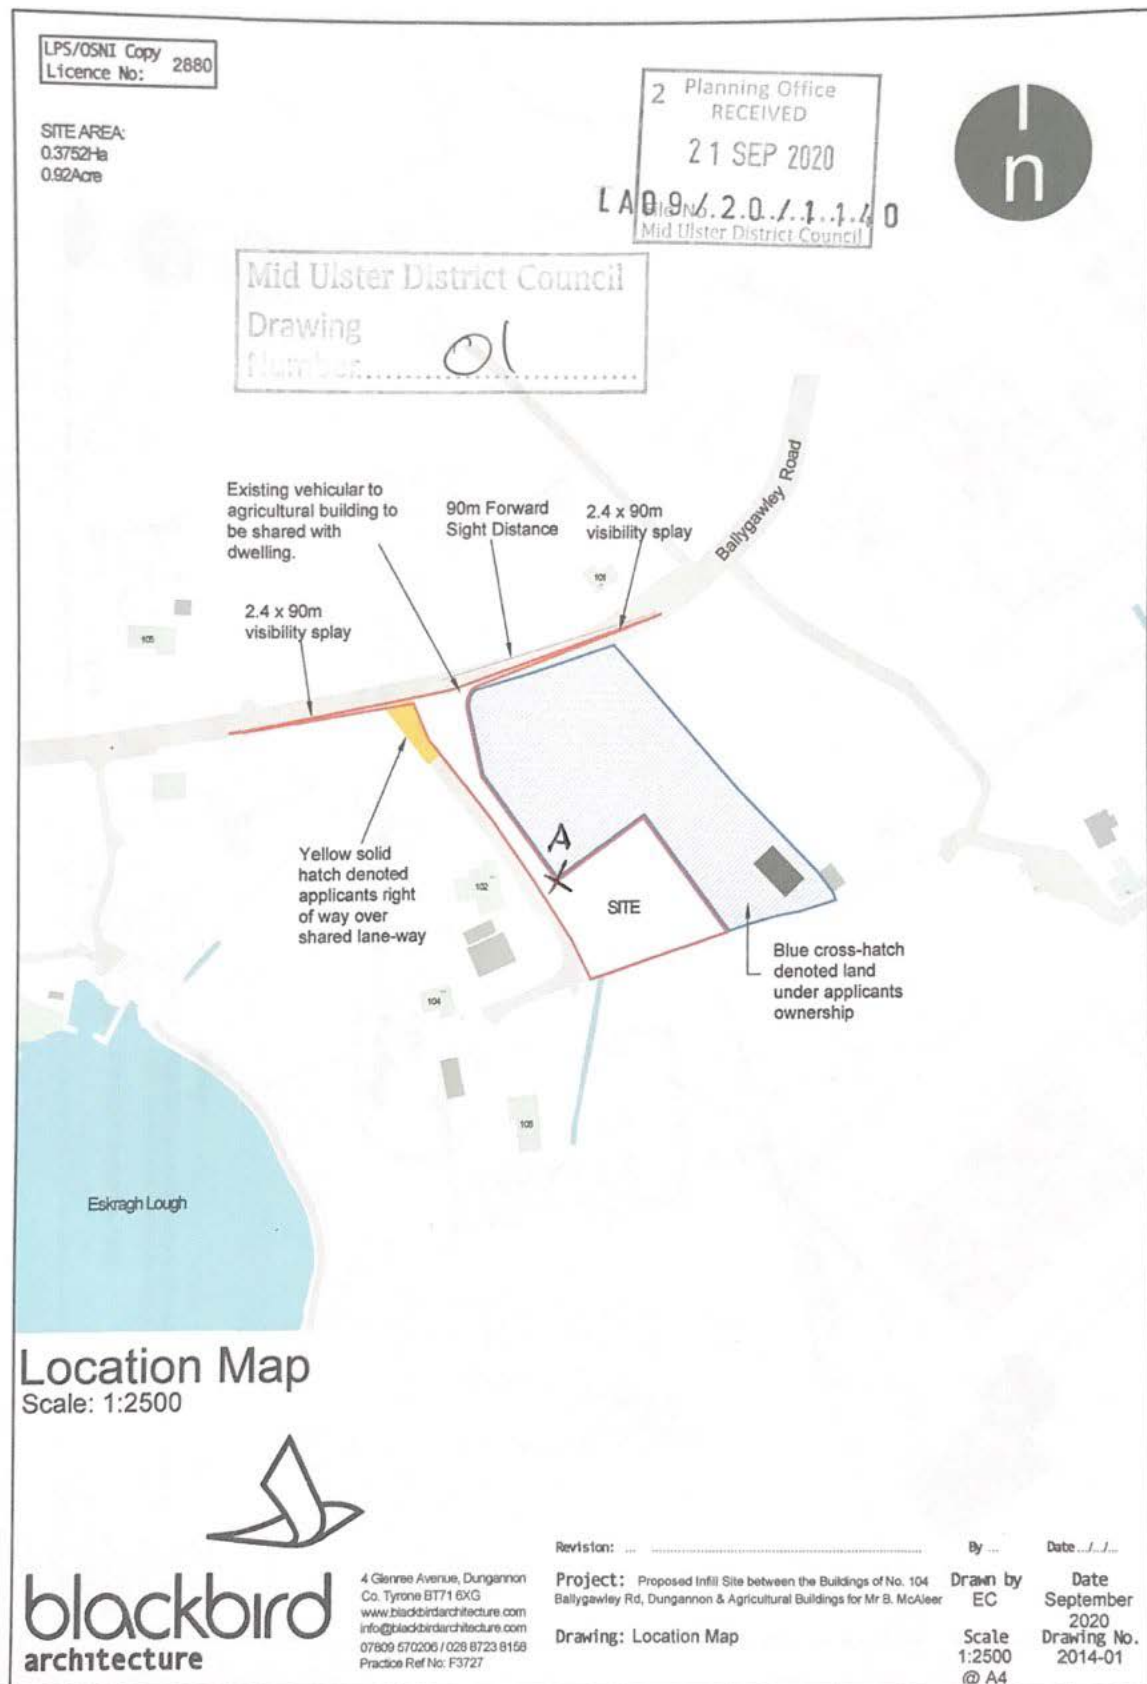 LPS/OSNI Copy
Licence No: 2880
SITE AREA:
0.3752Ha
0.92Acre
2 Planning Office
RECEIVED
21 SEP 2020
File No.
LA09/20/1140
Mid Ulster District Council
n
Mid Ulster District Council
Drawing
Number
01
Ballygawley Road
Existing vehicular to
agricultural building to
be shared with
dwelling.
90m Forward
Sight Distance
2.4 x 90m
visibility splay
101
2.4 x 90m
visibility splay
105
Yellow solid
hatch denoted
applicants right
of way over
shared lane-way
A
102
SITE
Blue cross-hatch
denoted land
under applicants
ownership
104
Eskragh Lough
Location Map
Scale: 1:2500
blackbird
architecture
4 Glenree Avenue, Dungannon
Co. Tyrone BT71 6XG
www.blackbirdarchitecture.com
info@blackbirdarchitecture.com
07809 570206 / 028 8723 8158
Practice Ref No: F3727
Revision: ... By ... Date ../../..
Project: Proposed Infill Site between the Buildings of No. 104
Ballygawley Rd, Dungannon & Agricultural Buildings for Mr B. McAleer
Drawing: Location Map
Drawn by
EC
Date
September
2020
Scale
1:2500
@ A4
Drawing No.
2014-01